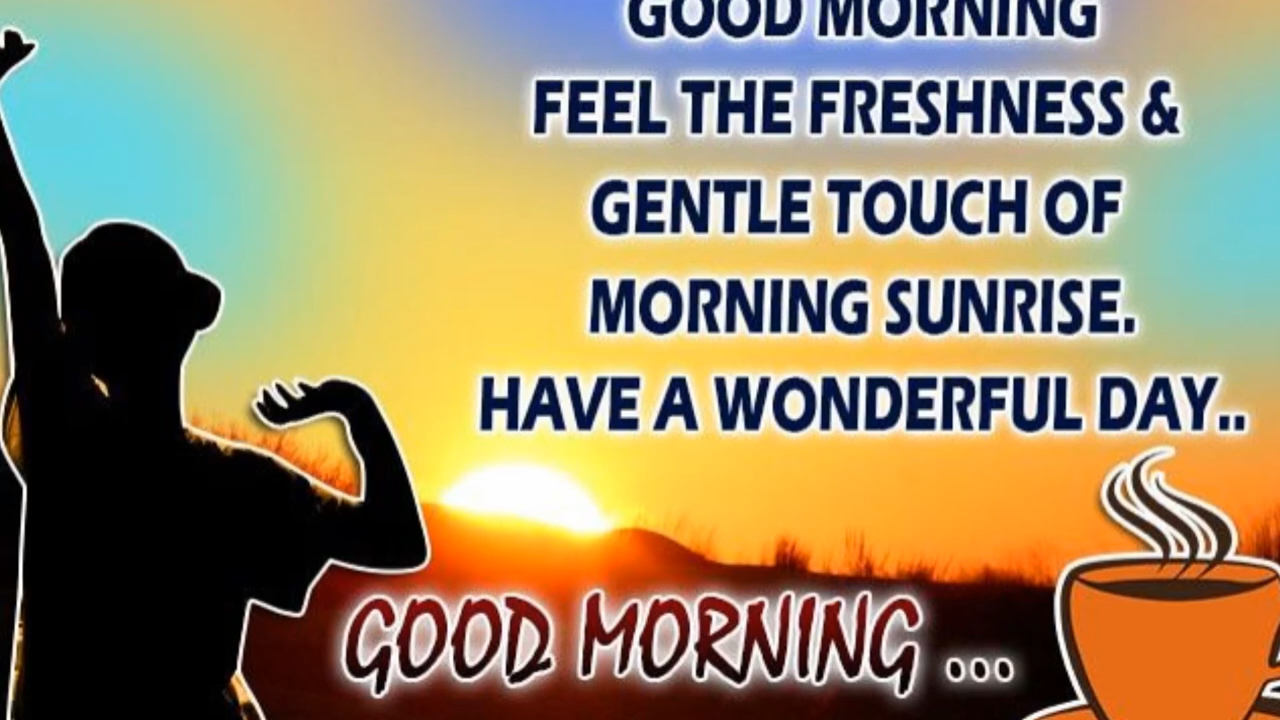 GOOD MORNING
FEEL THE FRESHNESS &
GENTLE TOUCH OF
MORNING SUNRISE.
HAVE A WONDERFUL DAY..
GOOD MORNING ...